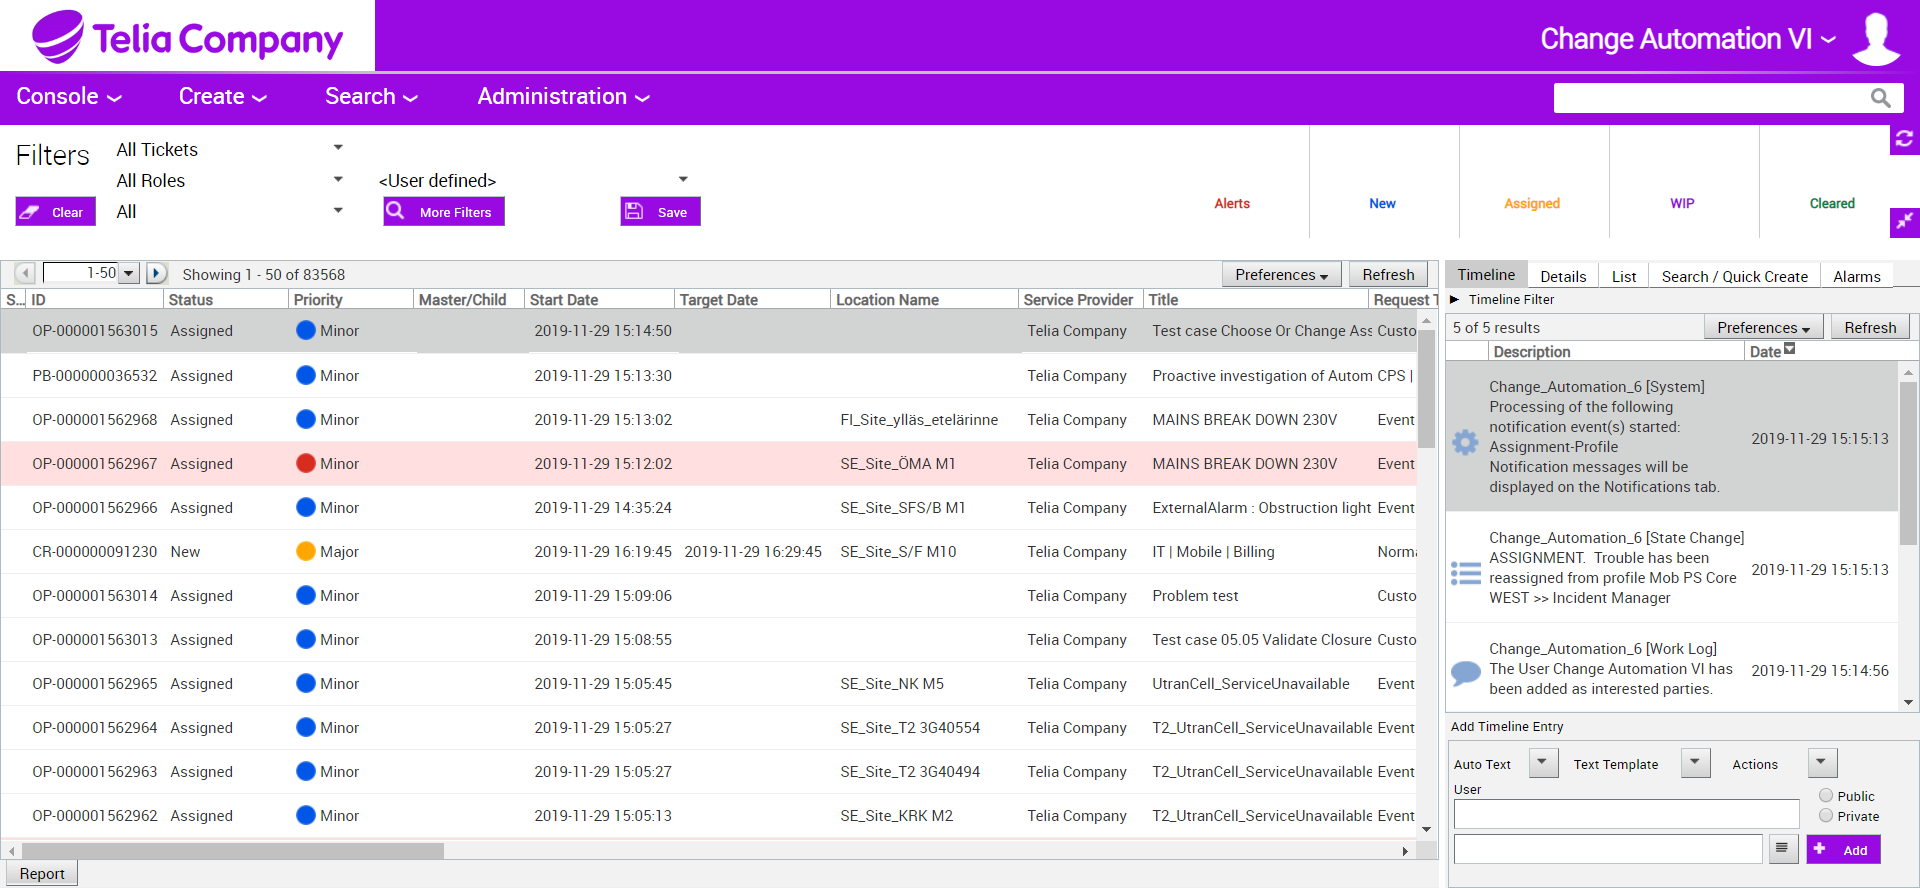 Telia Company
Change Automation VI
Console Create Search Administration
Filters
All Tickets
All Roles
<User defined>
Clear
All
More Filters
Save
Alerts
New
Assigned
WIP
Cleared
1-50
Showing 1 - 50 of 83568
Preferences
Refresh
S... ID Status Priority Master/Child Start Date Target Date Location Name Service Provider Title Request T
OP-000001563015 Assigned Minor 2019-11-29 15:14:50 Telia Company Test case Choose Or Change Ass Custo
PB-000000036532 Assigned Minor 2019-11-29 15:13:30 Telia Company Proactive investigation of Autom CPS |
OP-000001562968 Assigned Minor 2019-11-29 15:13:02 FI_Site_ylläs_etelärinne Telia Company MAINS BREAK DOWN 230V Event
OP-000001562967 Assigned Minor 2019-11-29 15:12:02 SE_Site_ÖMA M1 Telia Company MAINS BREAK DOWN 230V Event
OP-000001562966 Assigned Minor 2019-11-29 14:35:24 SE_Site_SFS/B M1 Telia Company ExternalAlarm : Obstruction light Event
CR-000000091230 New Major 2019-11-29 16:19:45 2019-11-29 16:29:45 SE_Site_S/F M10 Telia Company IT | Mobile | Billing Norma
OP-000001563014 Assigned Minor 2019-11-29 15:09:06 Telia Company Problem test Custo
OP-000001563013 Assigned Minor 2019-11-29 15:08:55 Telia Company Test case 05.05 Validate Closure Custo
OP-000001562965 Assigned Minor 2019-11-29 15:05:45 SE_Site_NK M5 Telia Company UtranCell_ServiceUnavailable Event
OP-000001562964 Assigned Minor 2019-11-29 15:05:27 SE_Site_T2 3G40554 Telia Company T2_UtranCell_ServiceUnavailable Event
OP-000001562963 Assigned Minor 2019-11-29 15:05:27 SE_Site_T2 3G40494 Telia Company T2_UtranCell_ServiceUnavailable Event
OP-000001562962 Assigned Minor 2019-11-29 15:05:13 SE_Site_KRK M2 Telia Company T2_UtranCell_ServiceUnavailable Event
Report
Timeline Details List Search / Quick Create Alarms
Timeline Filter
5 of 5 results
Preferences
Refresh
Description Date
Change_Automation_6 [System]
Processing of the following
notification event(s) started:
Assignment-Profile
Notification messages will be
displayed on the Notifications tab.
2019-11-29 15:15:13
Change_Automation_6 [State Change]
ASSIGNMENT. Trouble has been
reassigned from profile Mob PS Core
WEST >> Incident Manager
2019-11-29 15:15:13
Change_Automation_6 [Work Log]
The User Change Automation VI has
been added as interested parties.
2019-11-29 15:14:56
Add Timeline Entry
Auto Text
Text Template
Actions
User
Public
Private
Add